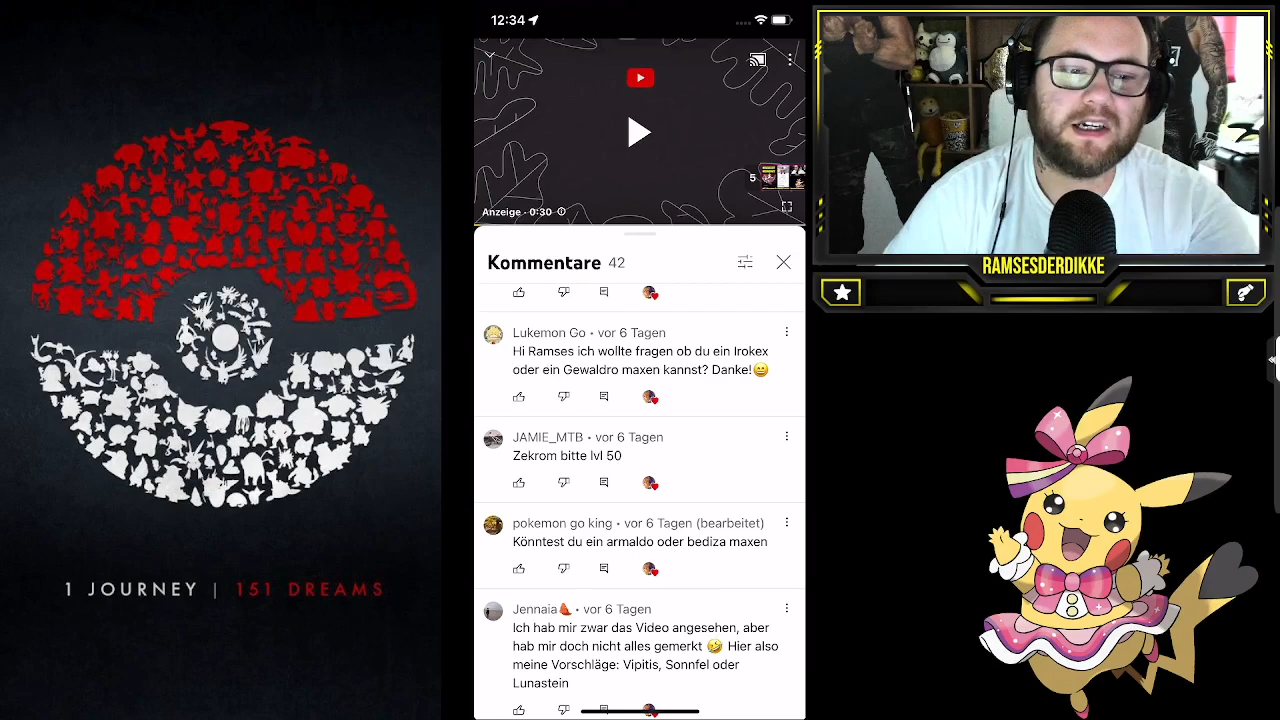 12:34
5
Anzeige · 0:30
Kommentare 42
Lukemon Go • vor 6 Tagen
Hi Ramses ich wollte fragen ob du ein Irokex
oder ein Gewaldro maxen kannst? Danke!😄
JAMIE_MTB • vor 6 Tagen
Zekrom bitte lvl 50
pokemon go king • vor 6 Tagen (bearbeitet)
Könntest du ein armaldo oder bediza maxen
Jennaia • vor 6 Tagen
Ich hab mir zwar das Video angesehen, aber
hab mir doch nicht alles gemerkt 🤣 Hier also
meine Vorschläge: Vipitis, Sonnfel oder
Lunastein
1 JOURNEY | 151 DREAMS
RAMSESDERDIKKE